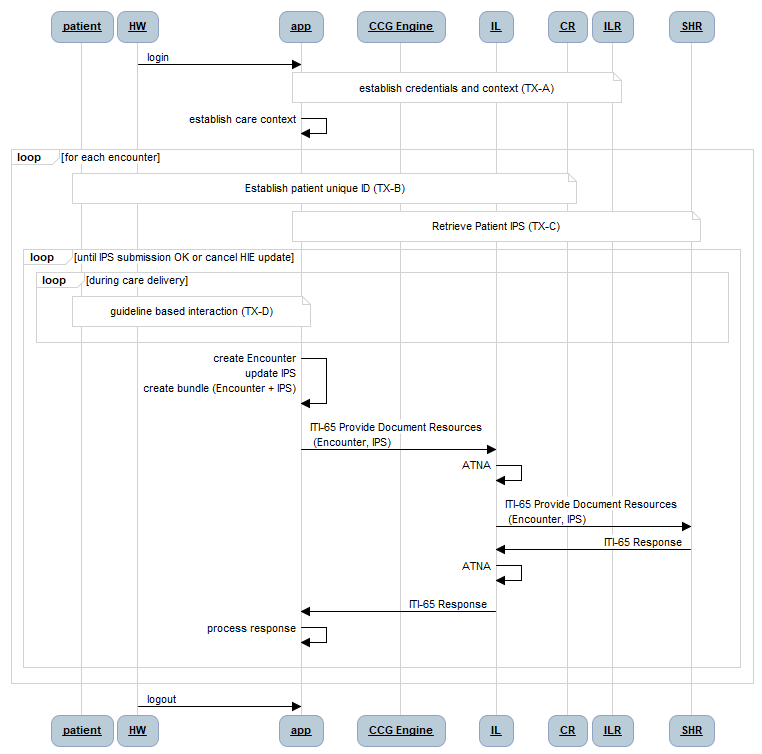 patient HW app CCG Engine IL CR ILR SHR
login
establish credentials and context (TX-A)
establish care context
loop [for each encounter]
Establish patient unique ID (TX-B)
Retrieve Patient IPS (TX-C)
loop [until IPS submission OK or cancel HIE update]
loop [during care delivery]
guideline based interaction (TX-D)
create Encounter
update IPS
create bundle (Encounter + IPS)
ITI-65 Provide Document Resources
(Encounter, IPS)
ATNA
ITI-65 Provide Document Resources
(Encounter, IPS)
ITI-65 Response
ATNA
ITI-65 Response
process response
logout
patient HW app CCG Engine IL CR ILR SHR